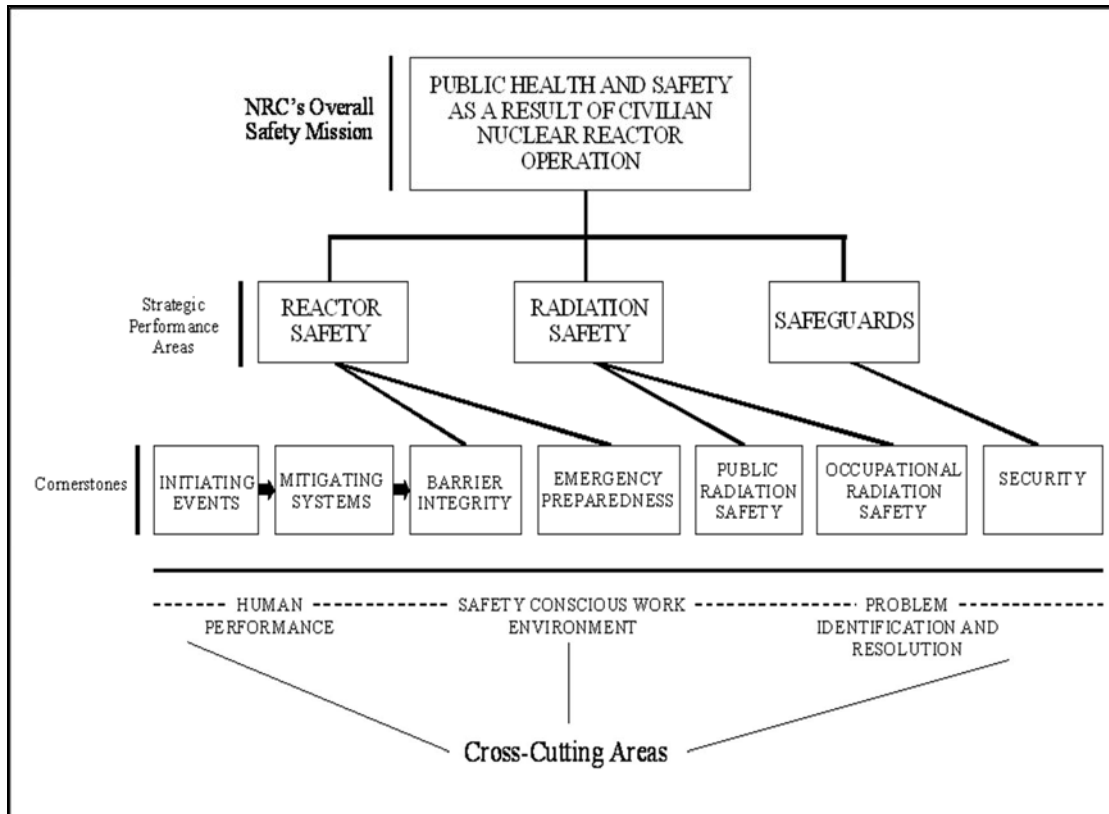 NRC's Overall
Safety Mission
PUBLIC HEALTH AND SAFETY
AS A RESULT OF CIVILIAN
NUCLEAR REACTOR
OPERATION
Strategic
Performance
Areas
REACTOR
SAFETY
RADIATION
SAFETY
SAFEGUARDS
Cornerstones
INITIATING
EVENTS
MITIGATING
SYSTEMS
BARRIER
INTEGRITY
EMERGENCY
PREPAREDNESS
PUBLIC
RADIATION
SAFETY
OCCUPATIONAL
RADIATION
SAFETY
SECURITY
HUMAN
PERFORMANCE
SAFETY CONSCIOUS WORK
ENVIRONMENT
PROBLEM
IDENTIFICATION AND
RESOLUTION
Cross-Cutting Areas